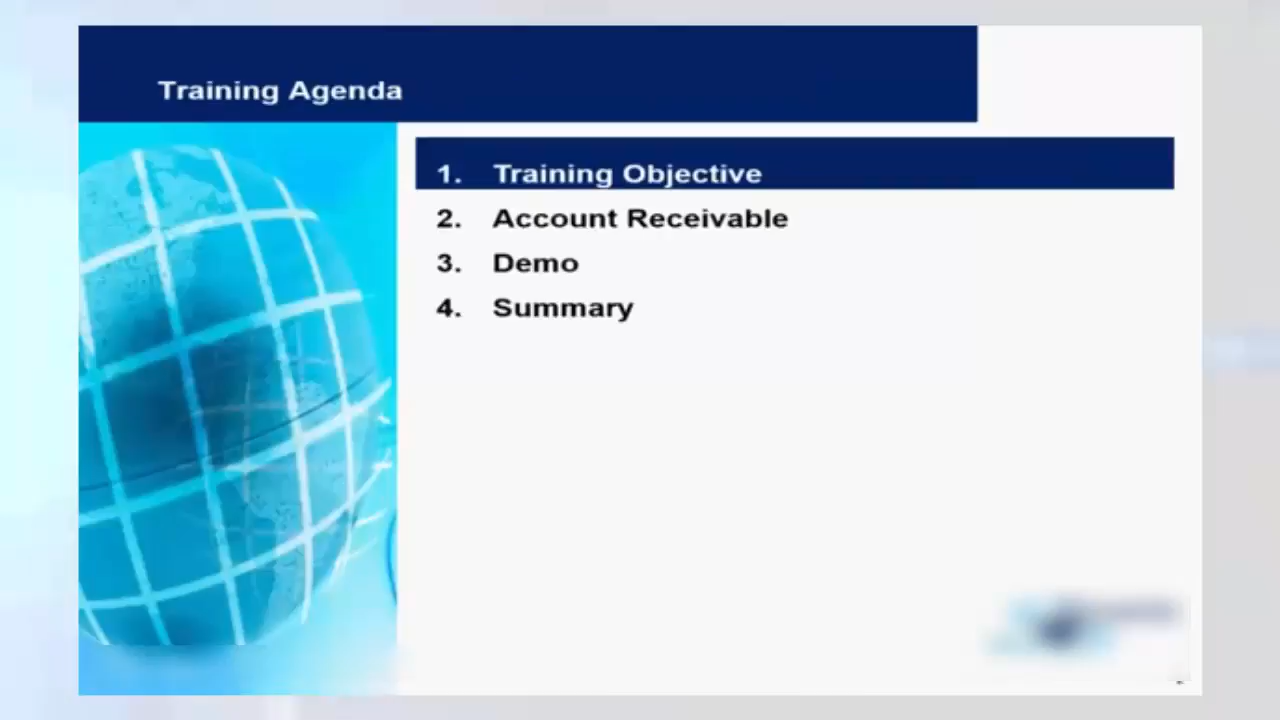 Training Agenda
1. Training Objective
2. Account Receivable
3. Demo
4. Summary